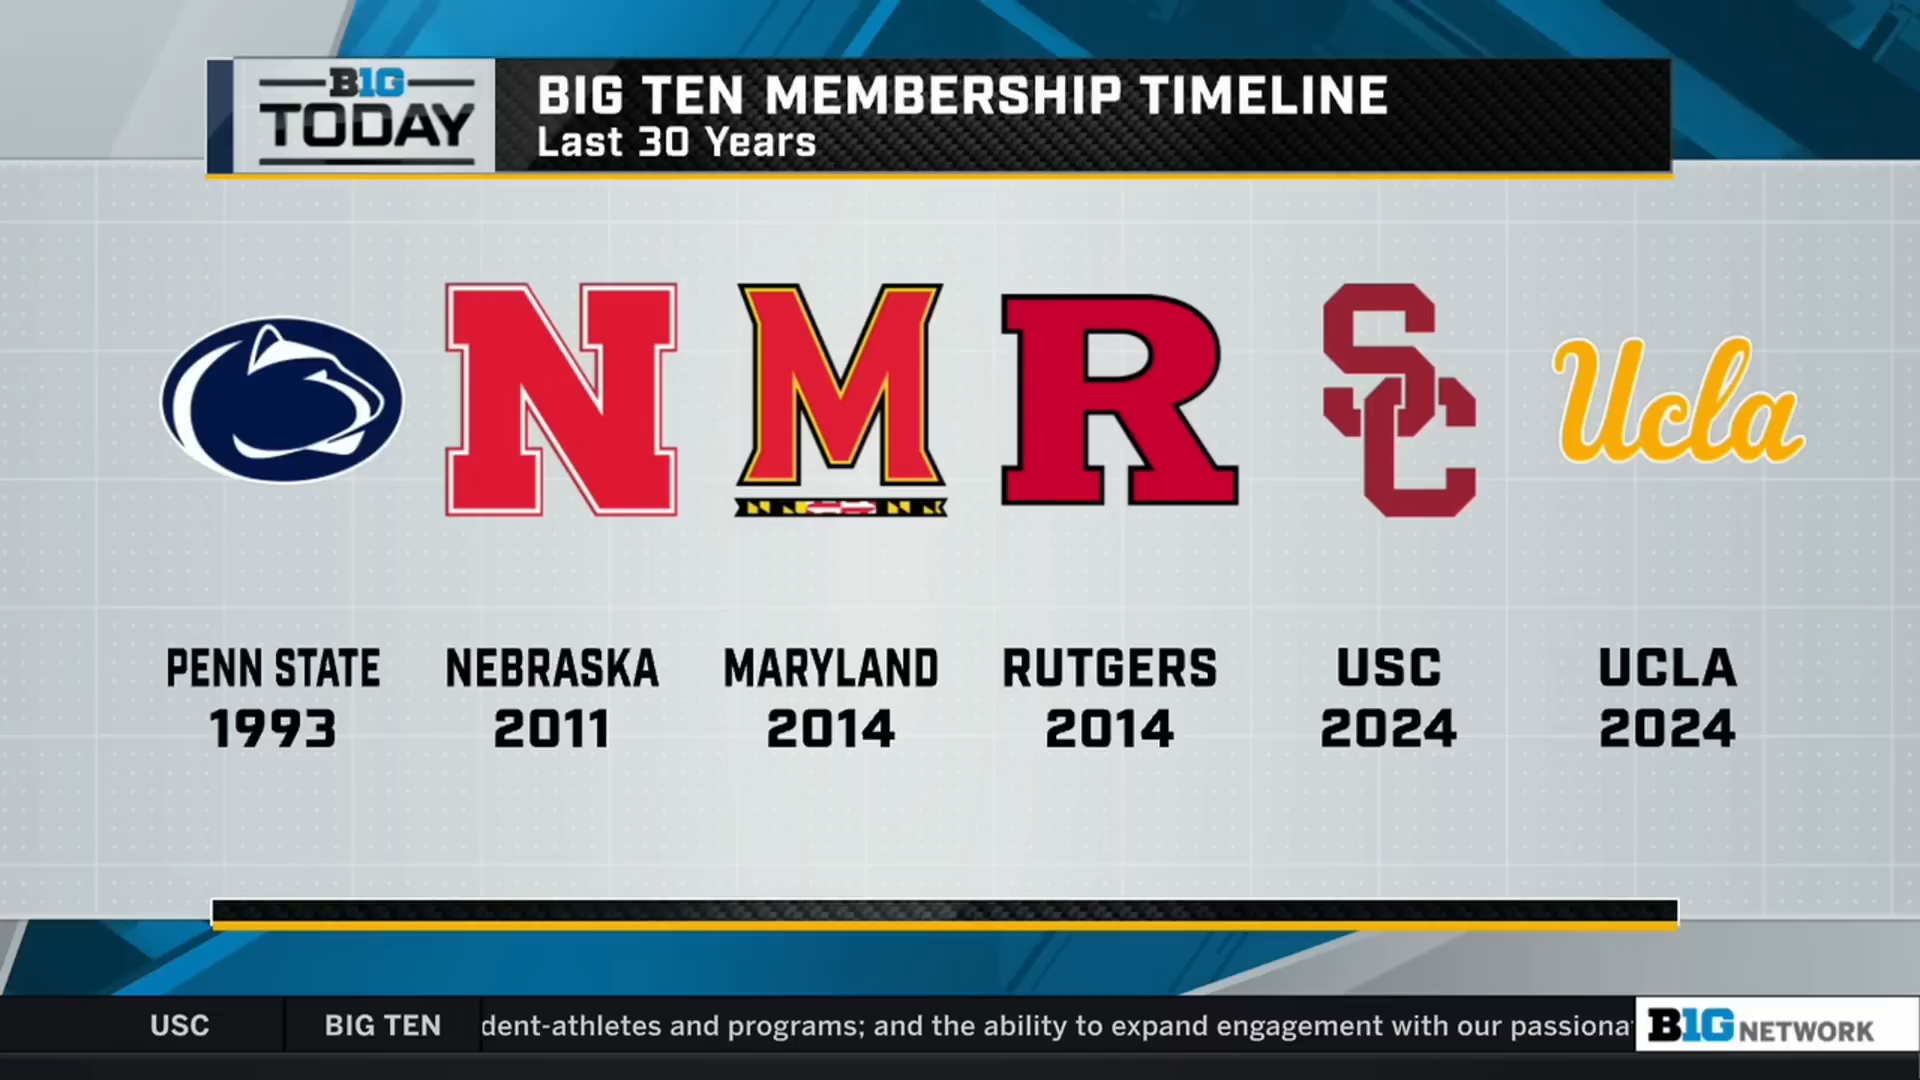 B1G
TODAY
BIG TEN MEMBERSHIP TIMELINE
Last 30 Years
N
M
R
SC
Ucla
PENN STATE
1993
NEBRASKA
2011
MARYLAND
2014
RUTGERS
2014
USC
2024
UCLA
2024
USC
BIG TEN
dent-athletes and programs; and the ability to expand engagement with our passiona
B1G NETWORK